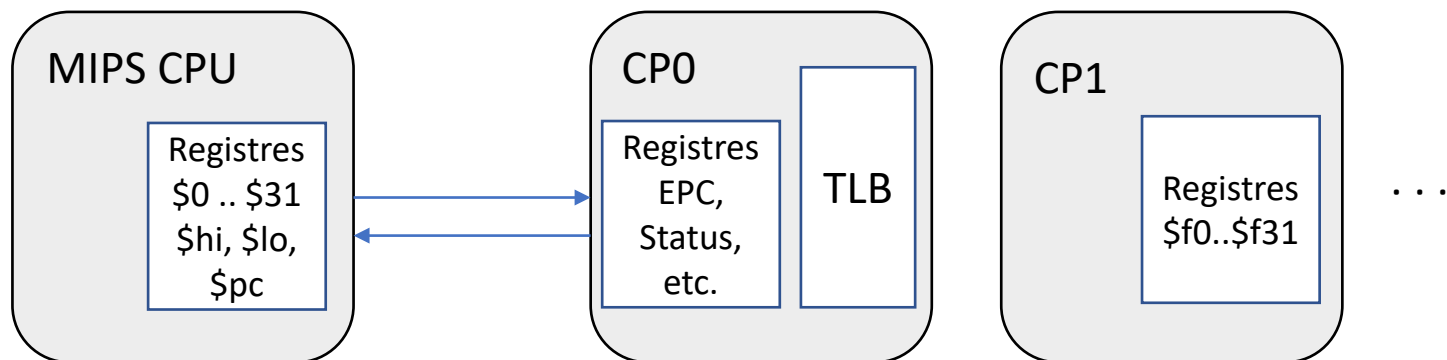 MIPS CPU
Registres
$0 .. $31
$hi, $lo,
$pc
CP0
Registres
EPC,
Status,
etc.
TLB
CP1
Registres
$f0..$f31
. . .